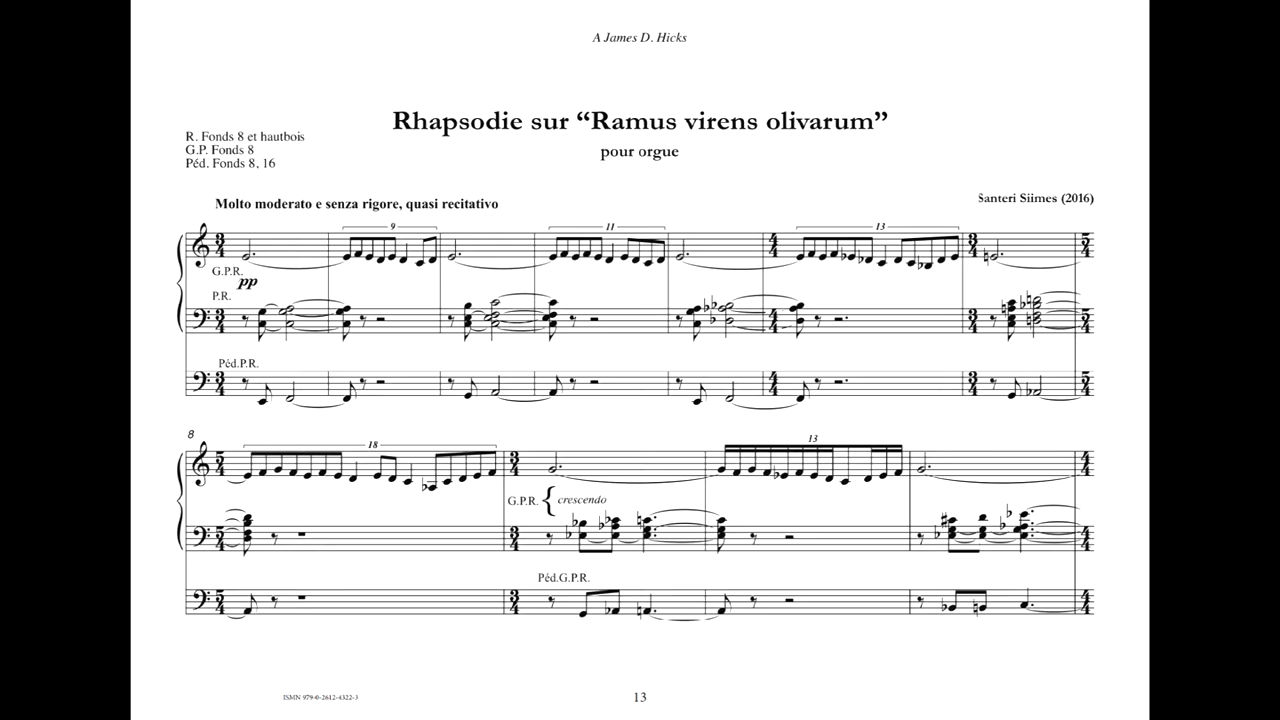 A James D. Hicks
Rhapsodie sur “Ramus virens olivarum”
pour orgue
R. Fonds 8 et hautbois
G.P. Fonds 8
Péd. Fonds 8, 16
Santeri Siimes (2016)
Molto moderato e senza rigore, quasi recitativo
9 11 13
G.P.R.
pp
P.R.
Péd.P.R.
8
18 13
G.P.R. { crescendo
Péd.G.P.R.
ISMN 979-0-2612-4322-3
13